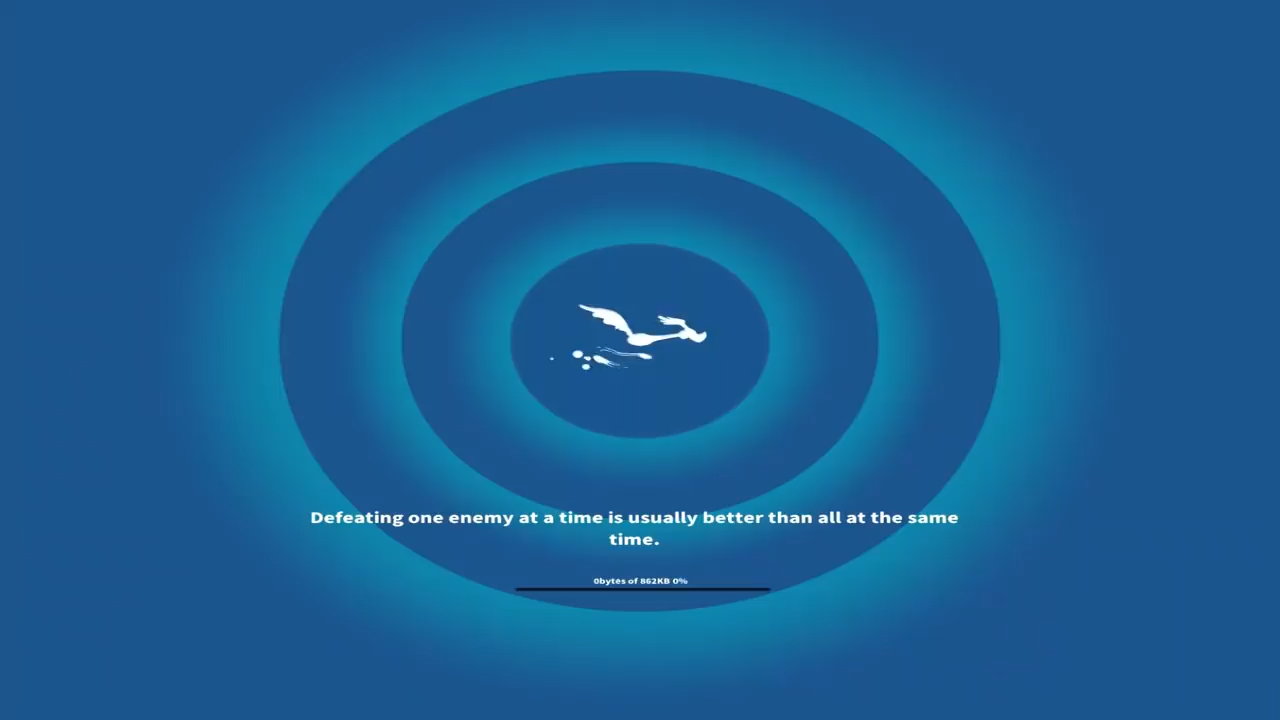 Defeating one enemy at a time is usually better than all at the same
time.
0bytes of 862KB 0%